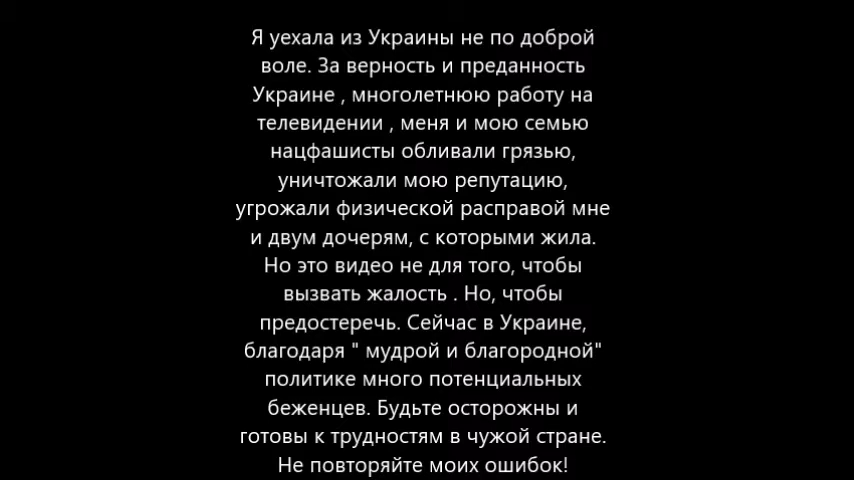 Я уехала из Украины не по доброй
воле. За верность и преданность
Украине , многолетнюю работу на
телевидении , меня и мою семью
нацфашисты обливали грязью,
уничтожали мою репутацию,
угрожали физической расправой мне
и двум дочерям, с которыми жила.
Но это видео не для того, чтобы
вызвать жалость . Но, чтобы
предостеречь. Сейчас в Украине,
благодаря " мудрой и благородной"
политике много потенциальных
беженцев. Будьте осторожны и
готовы к трудностям в чужой стране.
Не повторяйте моих ошибок!